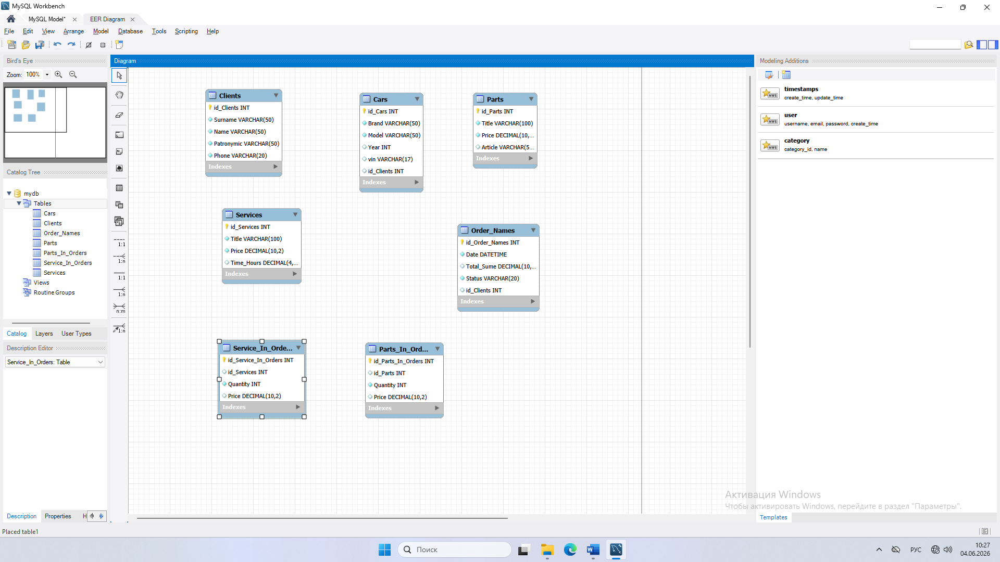 MySQL Workbench
MySQL Model*
EER Diagram
File Edit View Arrange Model Database Tools Scripting Help
Bird's Eye
Zoom: 100%
Catalog Tree
mydb
Tables
Cars
Clients
Order_Names
Parts
Parts_In_Orders
Service_In_Orders
Services
Views
Routine Groups
Catalog Layers User Types
Description Editor
Service_In_Orders: Table
Description Properties H
Placed table1
Diagram
1:1
1:n
1:1
1:n
n:m
1:n
Clients
id_Clients INT
Surname VARCHAR(50)
Name VARCHAR(50)
Patronymic VARCHAR(50)
Phone VARCHAR(20)
Indexes
Cars
id_Cars INT
Brand VARCHAR(50)
Model VARCHAR(50)
Year INT
vin VARCHAR(17)
id_Clients INT
Indexes
Parts
id_Parts INT
Title VARCHAR(100)
Price DECIMAL(10,...
Article VARCHAR(5...
Indexes
Services
id_Services INT
Title VARCHAR(100)
Price DECIMAL(10,2)
Time_Hours DECIMAL(4,...
Indexes
Order_Names
id_Order_Names INT
Date DATETIME
Total_Sume DECIMAL(10,...
Status VARCHAR(20)
id_Clients INT
Indexes
Service_In_Orde...
id_Service_In_Orders INT
id_Services INT
Quantity INT
Price DECIMAL(10,2)
Indexes
Parts_In_Ord...
id_Parts_In_Orders INT
id_Parts INT
Quantity INT
Price DECIMAL(10,2)
Indexes
Modeling Additions
MWB
timestamps
create_time, update_time
MWB
user
username, email, password, create_time
MWB
category
category_id, name
Активация Windows
Чтобы активировать Windows, перейдите в раздел "Параметры".
Templates
Поиск
РУС
10:27
04.06.2026